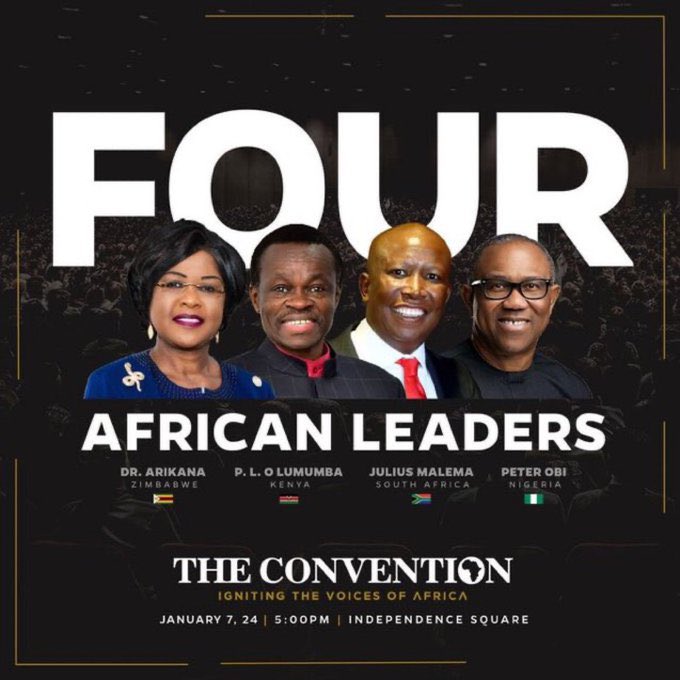 FOUR
AFRICAN LEADERS
DR. ARIKANA P. L. O LUMUMBA JULIUS MALEMA PETER OBI
ZIMBABWE KENYA SOUTH AFRICA NIGERIA
THE CONVENTION
IGNITING THE VOICES OF AFRICA
JANUARY 7, 24 | 5:00PM | INDEPENDENCE SQUARE